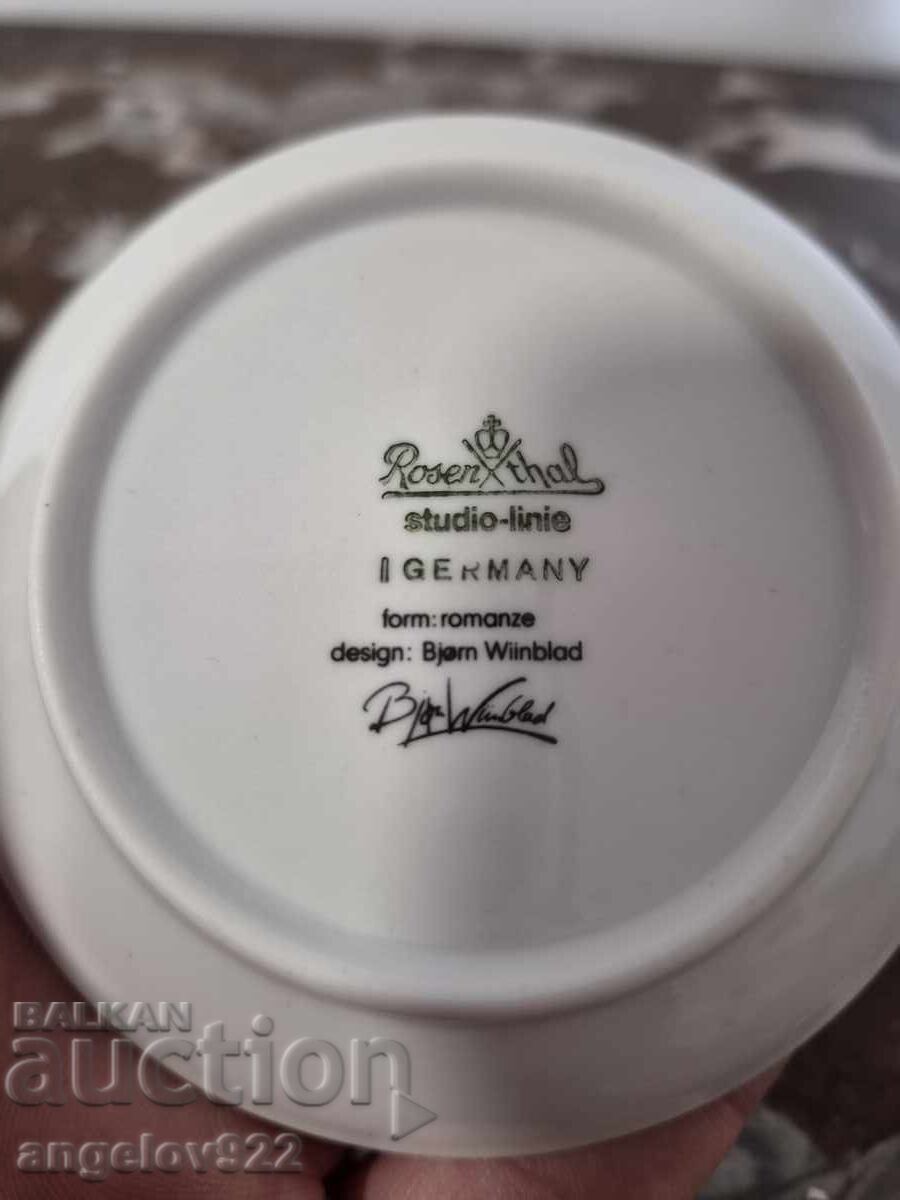 Rosenthal
studio-linie
GERMANY
form: romanze
design: Bjørn Wiinblad
Bjørn Wiinblad
BALKAN
auction
angelov922